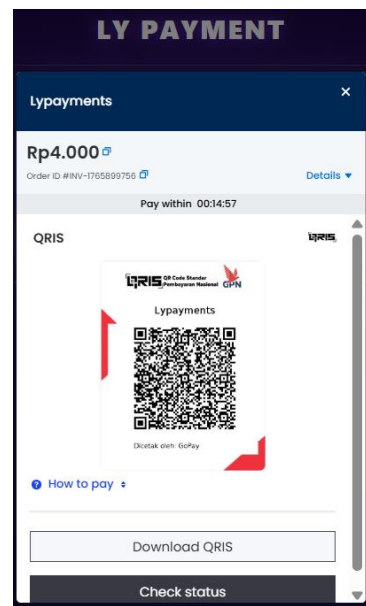 LY PAYMENT
Lypayments
×
Rp4.000
Order ID #INV-1765899756
Details ▼
Pay within 00:14:57
QRIS
QRIS
QRIS QR Code Standar
Pembayaran Nasional GPN
Lypayments
Dicetak oleh: GoPay
? How to pay
Download QRIS
Check status